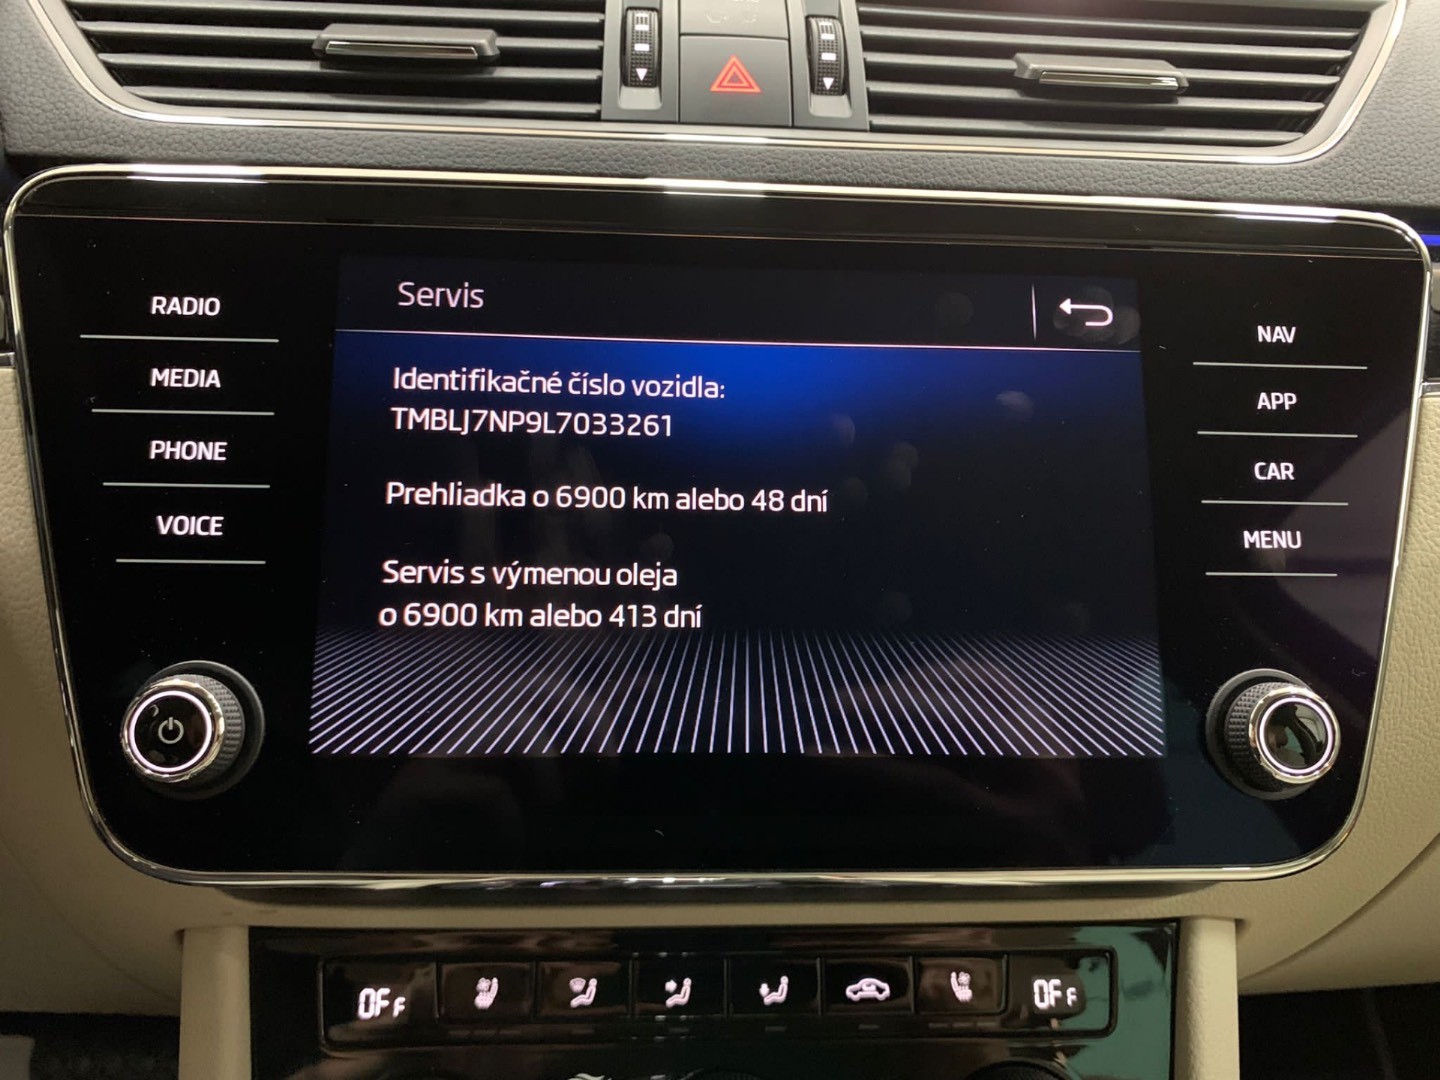 Servis
RADIO
MEDIA
PHONE
VOICE
Identifikačné číslo vozidla:
TMBLJ7NP9L7033261
Prehliadka o 6900 km alebo 48 dní
Servis s výmenou oleja
o 6900 km alebo 413 dní
NAV
APP
CAR
MENU
OFF
OFF